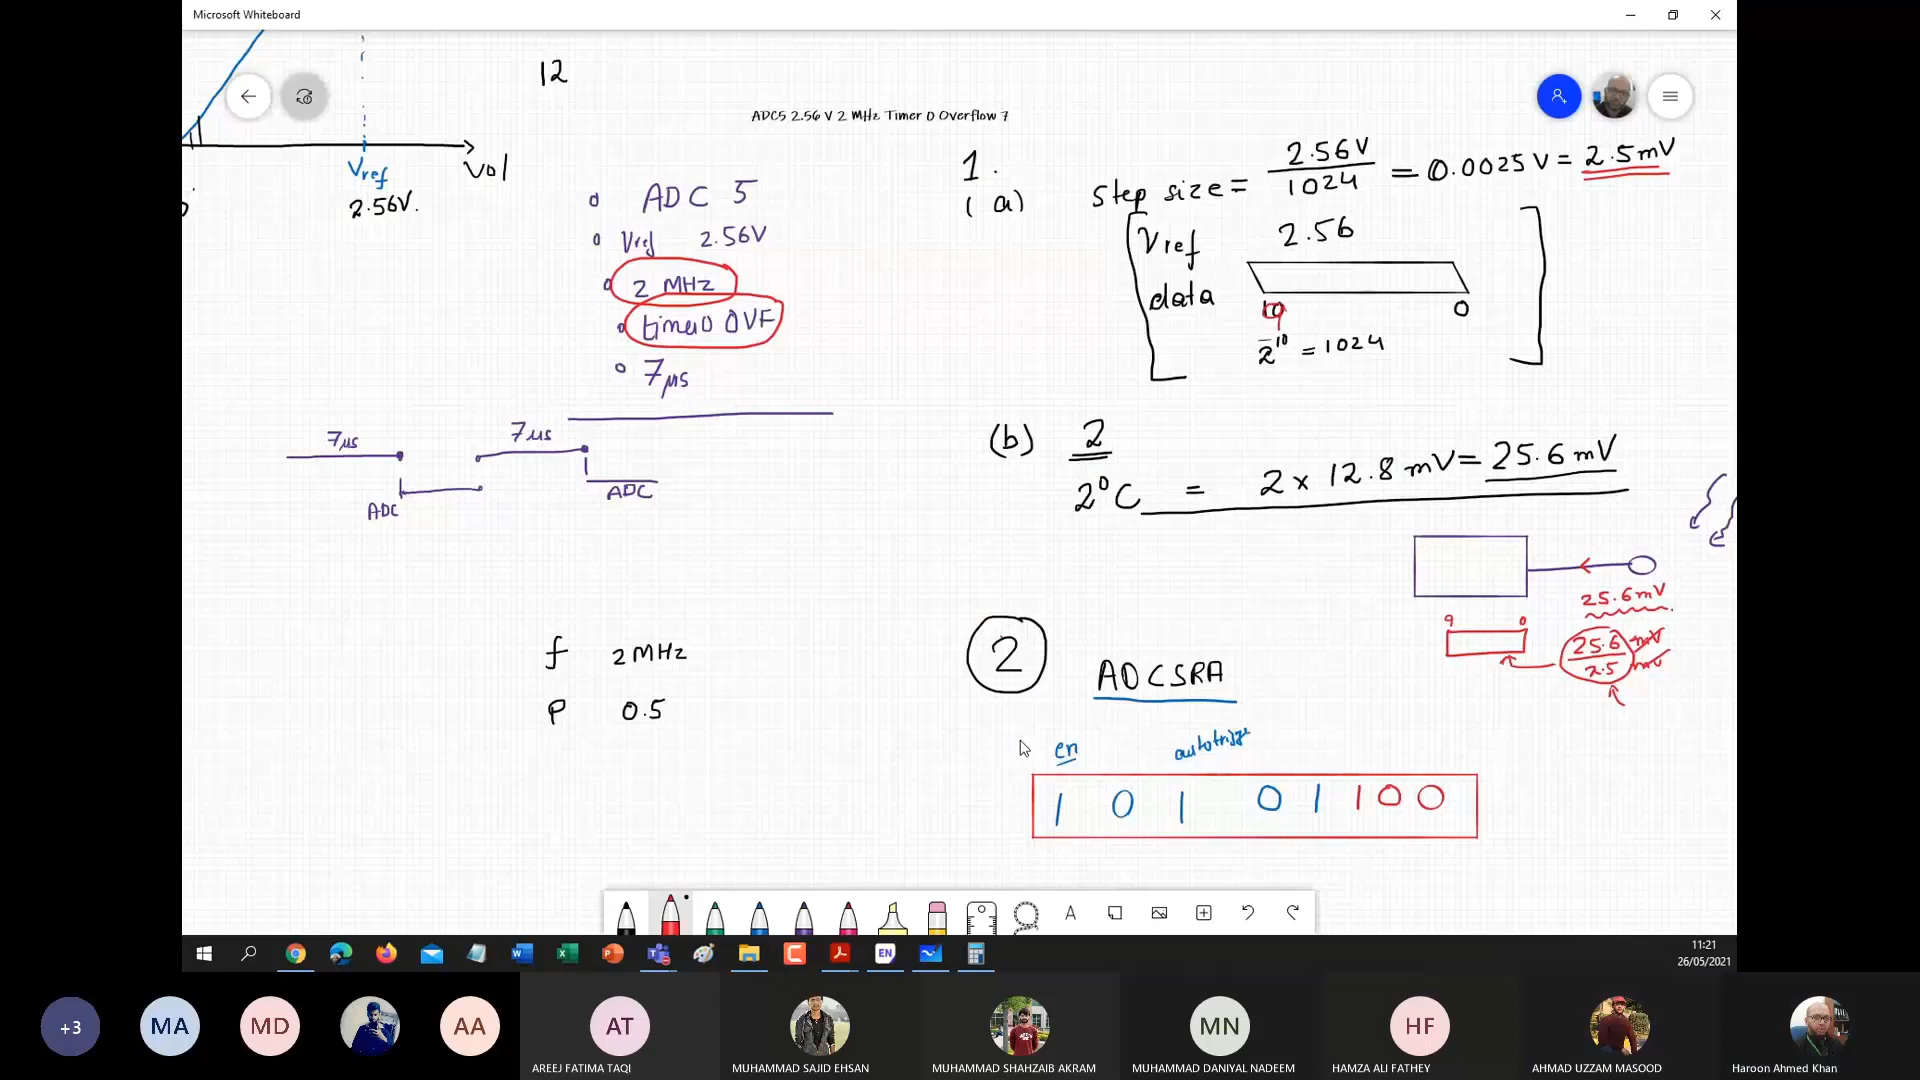 Microsoft Whiteboard
12
ADC5 2.56 V 2 MHz Timer 0 Overflow 7
Vref
Vol
2.56V.
ADC 5
Vref 2.56V
2 MHz
timer0 OVF
7µs
7µs
7µs
ADC
ADC
f 2MHz
P 0.5
1.
(a) Step size = 2.56V / 1024 = 0.0025 V = 2.5mV
Vref 2.56
data
0
2^10 = 1024
(b) 2
2°C = 2 × 12.8 mV = 25.6 mV
25.6mV
9 0
25.6 mV
2.5 mV
2
ADCSRA
en
1 0 1 0 1 1 0 0
A
EN
11:21
26/05/2021
+3
MA
MD
AA
AT
MN
HF
AREEJ FATIMA TAQI
MUHAMMAD SAJID EHSAN
MUHAMMAD SHAHZAIB AKRAM
MUHAMMAD DANIYAL NADEEM
HAMZA ALI FATHEY
AHMAD UZZAM MASOOD
Haroon Ahmed Khan